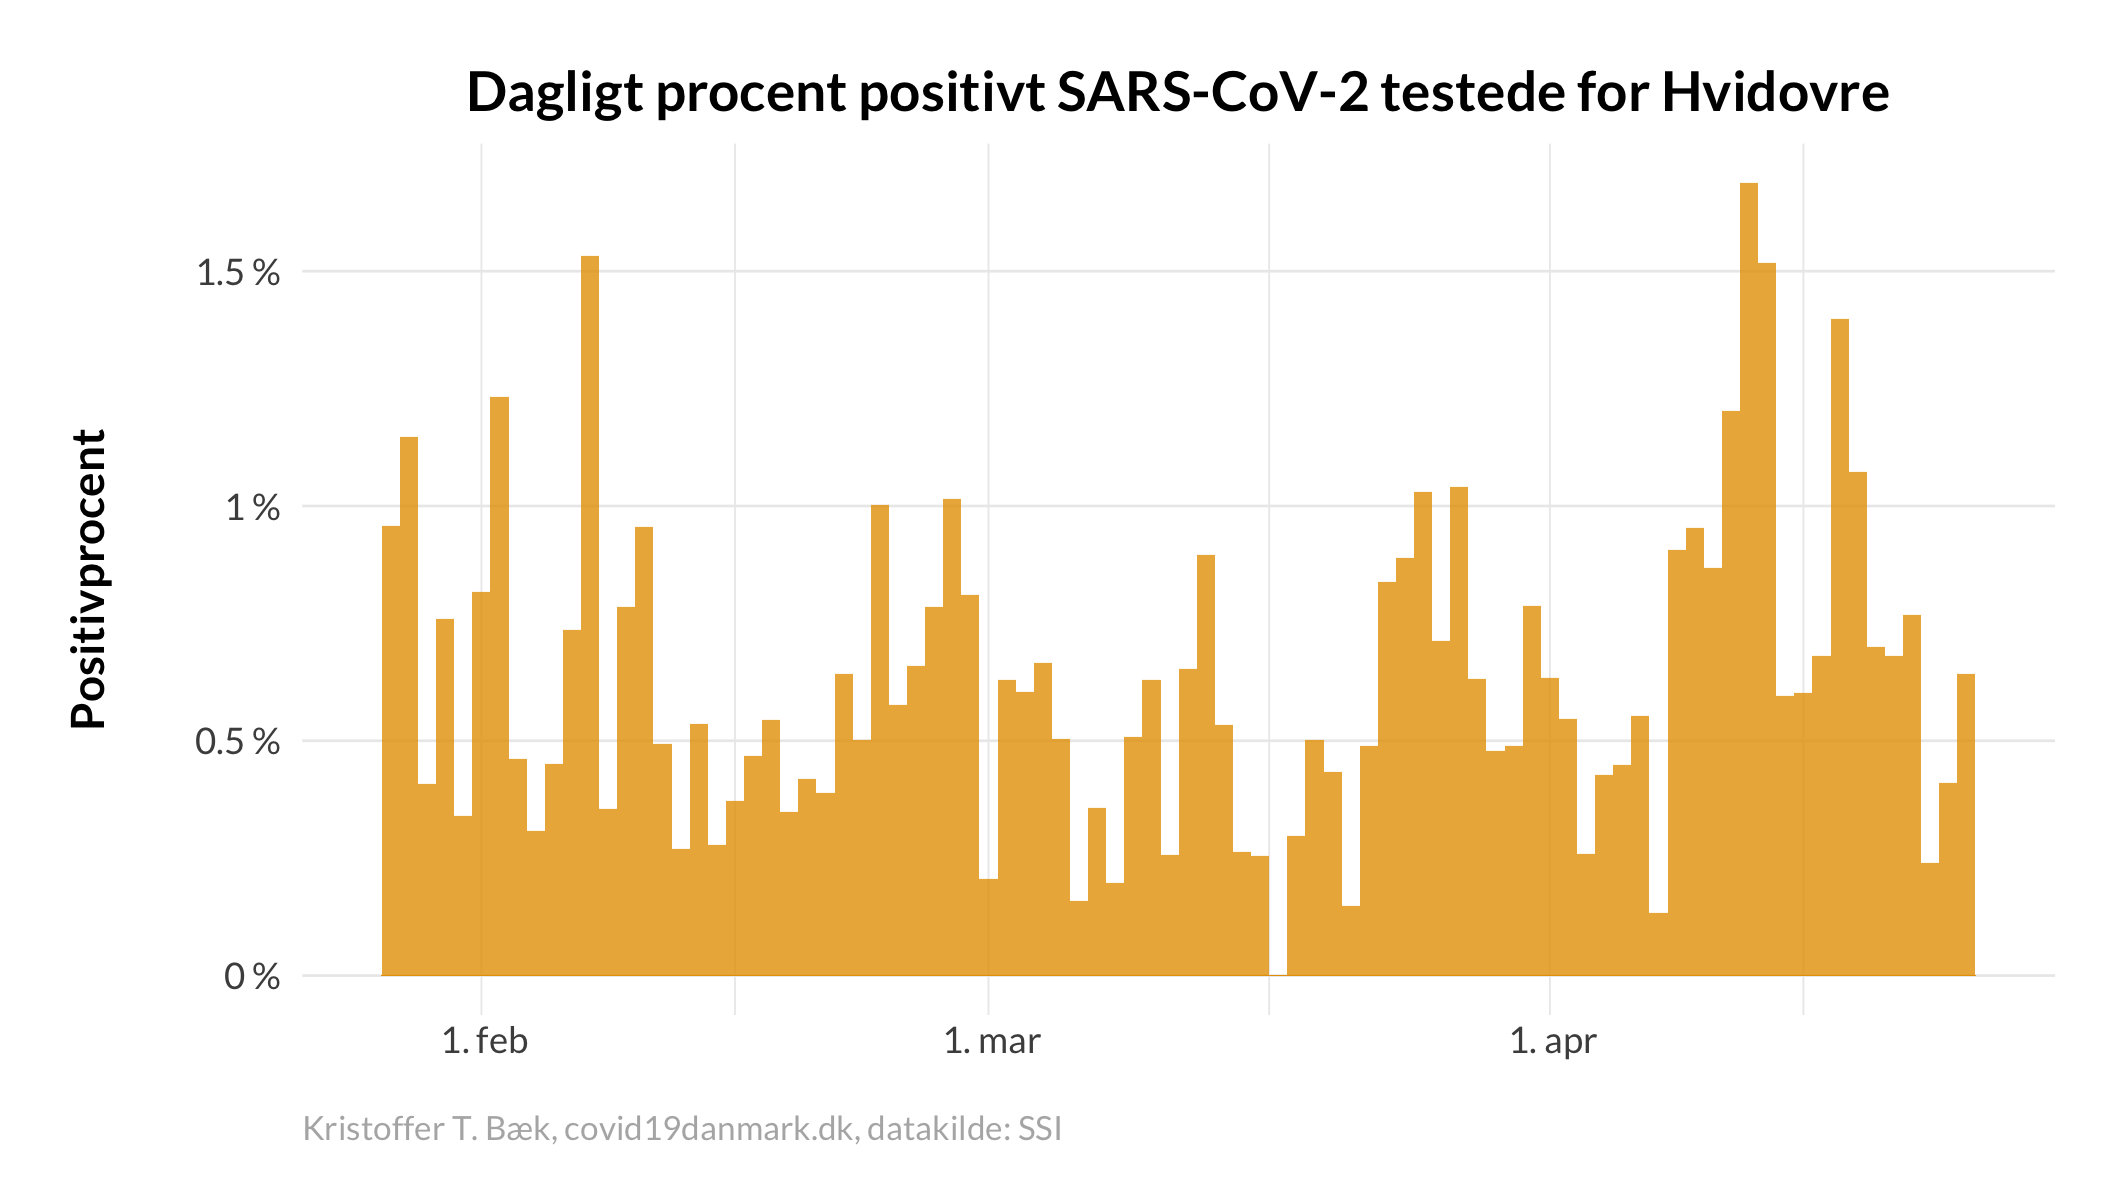 Dagligt procent positivt SARS-CoV-2 testede for Hvidovre
Positivprocent
1.5 %
1 %
0.5 %
0 %
1. feb
1. mar
1. apr
Kristoffer T. Bæk, covid19danmark.dk, datakilde: SSI